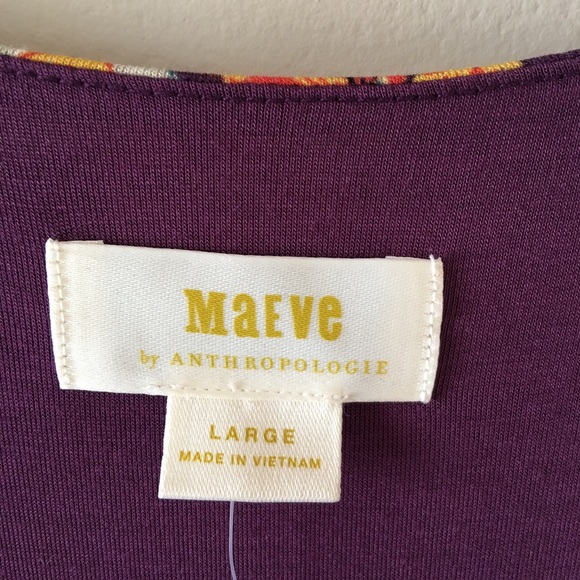 MaEVe
by ANTHROPOLOGIE
LARGE
MADE IN VIETNAM